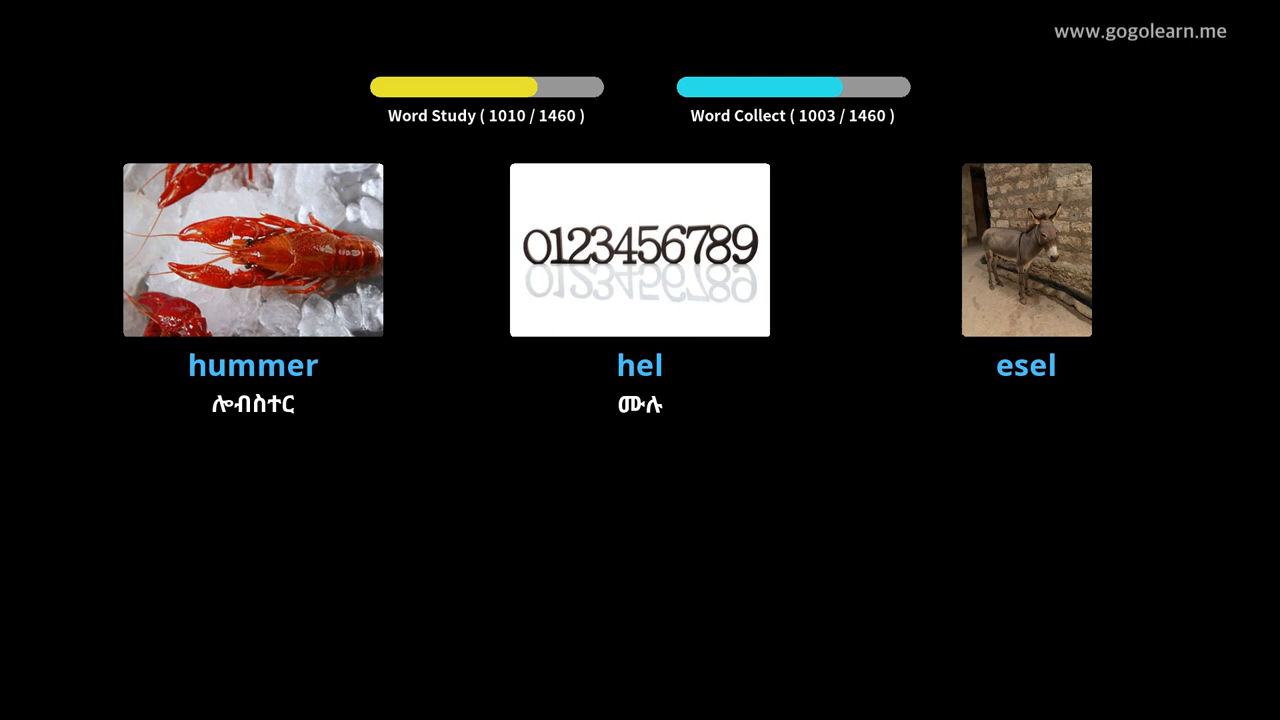 www.gogolearn.me
Word Study ( 1010 / 1460 )
Word Collect ( 1003 / 1460 )
0123456789
hummer
hel
esel
ሎብስተር
ሙሉ